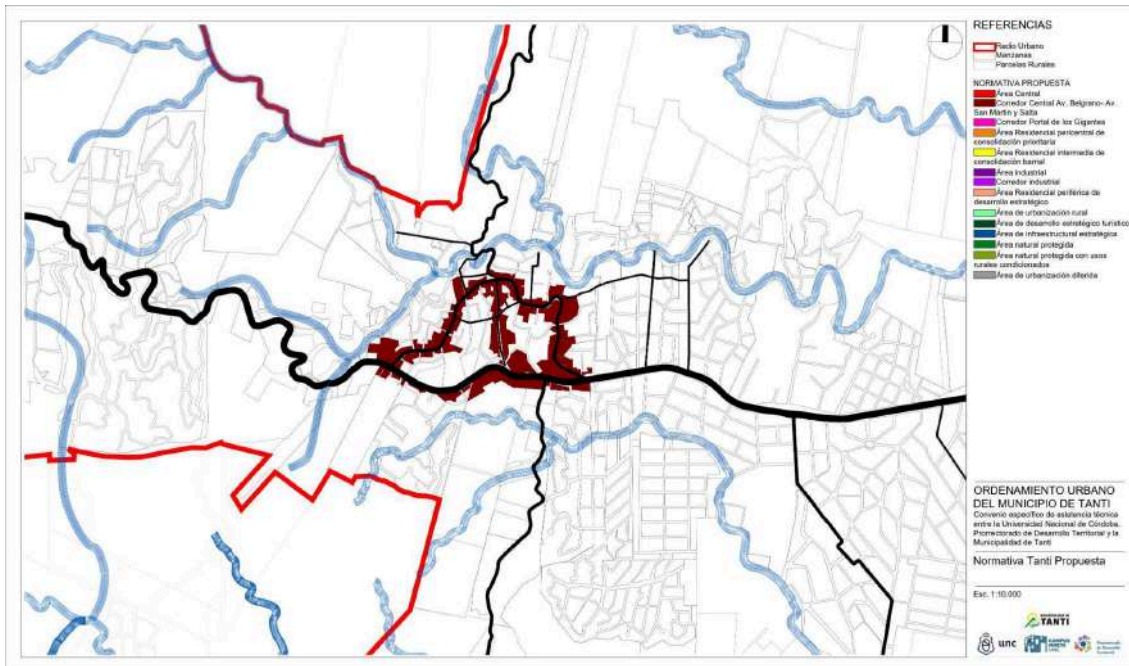 REFERENCIAS
Radio Urbano
Manzanas
Parcelas Rurales
NORMATIVA PROPUESTA
Área Central
Corredor Central Av. Belgrano- Av.
San Martín y Salta
Corredor Portal de los Gigantes
Área Residencial pericentral de
consolidación prioritaria
Área Residencial intermedia de
consolidación barrial
Área industrial
Corredor industrial
Área Residencial periférica de
desarrollo estratégico
Área de urbanización rural
Área de desarrollo estratégico turístico
Área de infraestructural estratégica
Área natural protegida
Área natural protegida con usos
rurales condicionados
Área de urbanización diferida
ORDENAMIENTO URBANO
DEL MUNICIPIO DE TANTI
Convenio específico de asistencia técnica
entre la Universidad Nacional de Córdoba,
Prorrectorado de Desarrollo Territorial y la
Municipalidad de Tanti
Normativa Tanti Propuesta
Esc. 1:10.000
TANTI
unc